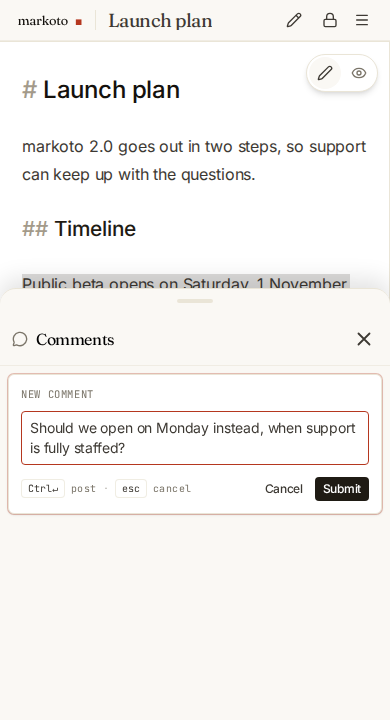 markoto
Launch plan
# Launch plan
markoto 2.0 goes out in two steps, so support
can keep up with the questions.
## Timeline
Public beta opens on Saturday, 1 November
Comments
NEW COMMENT
Should we open on Monday instead, when support
is fully staffed?
Ctrl↵ post · esc cancel
Cancel
Submit